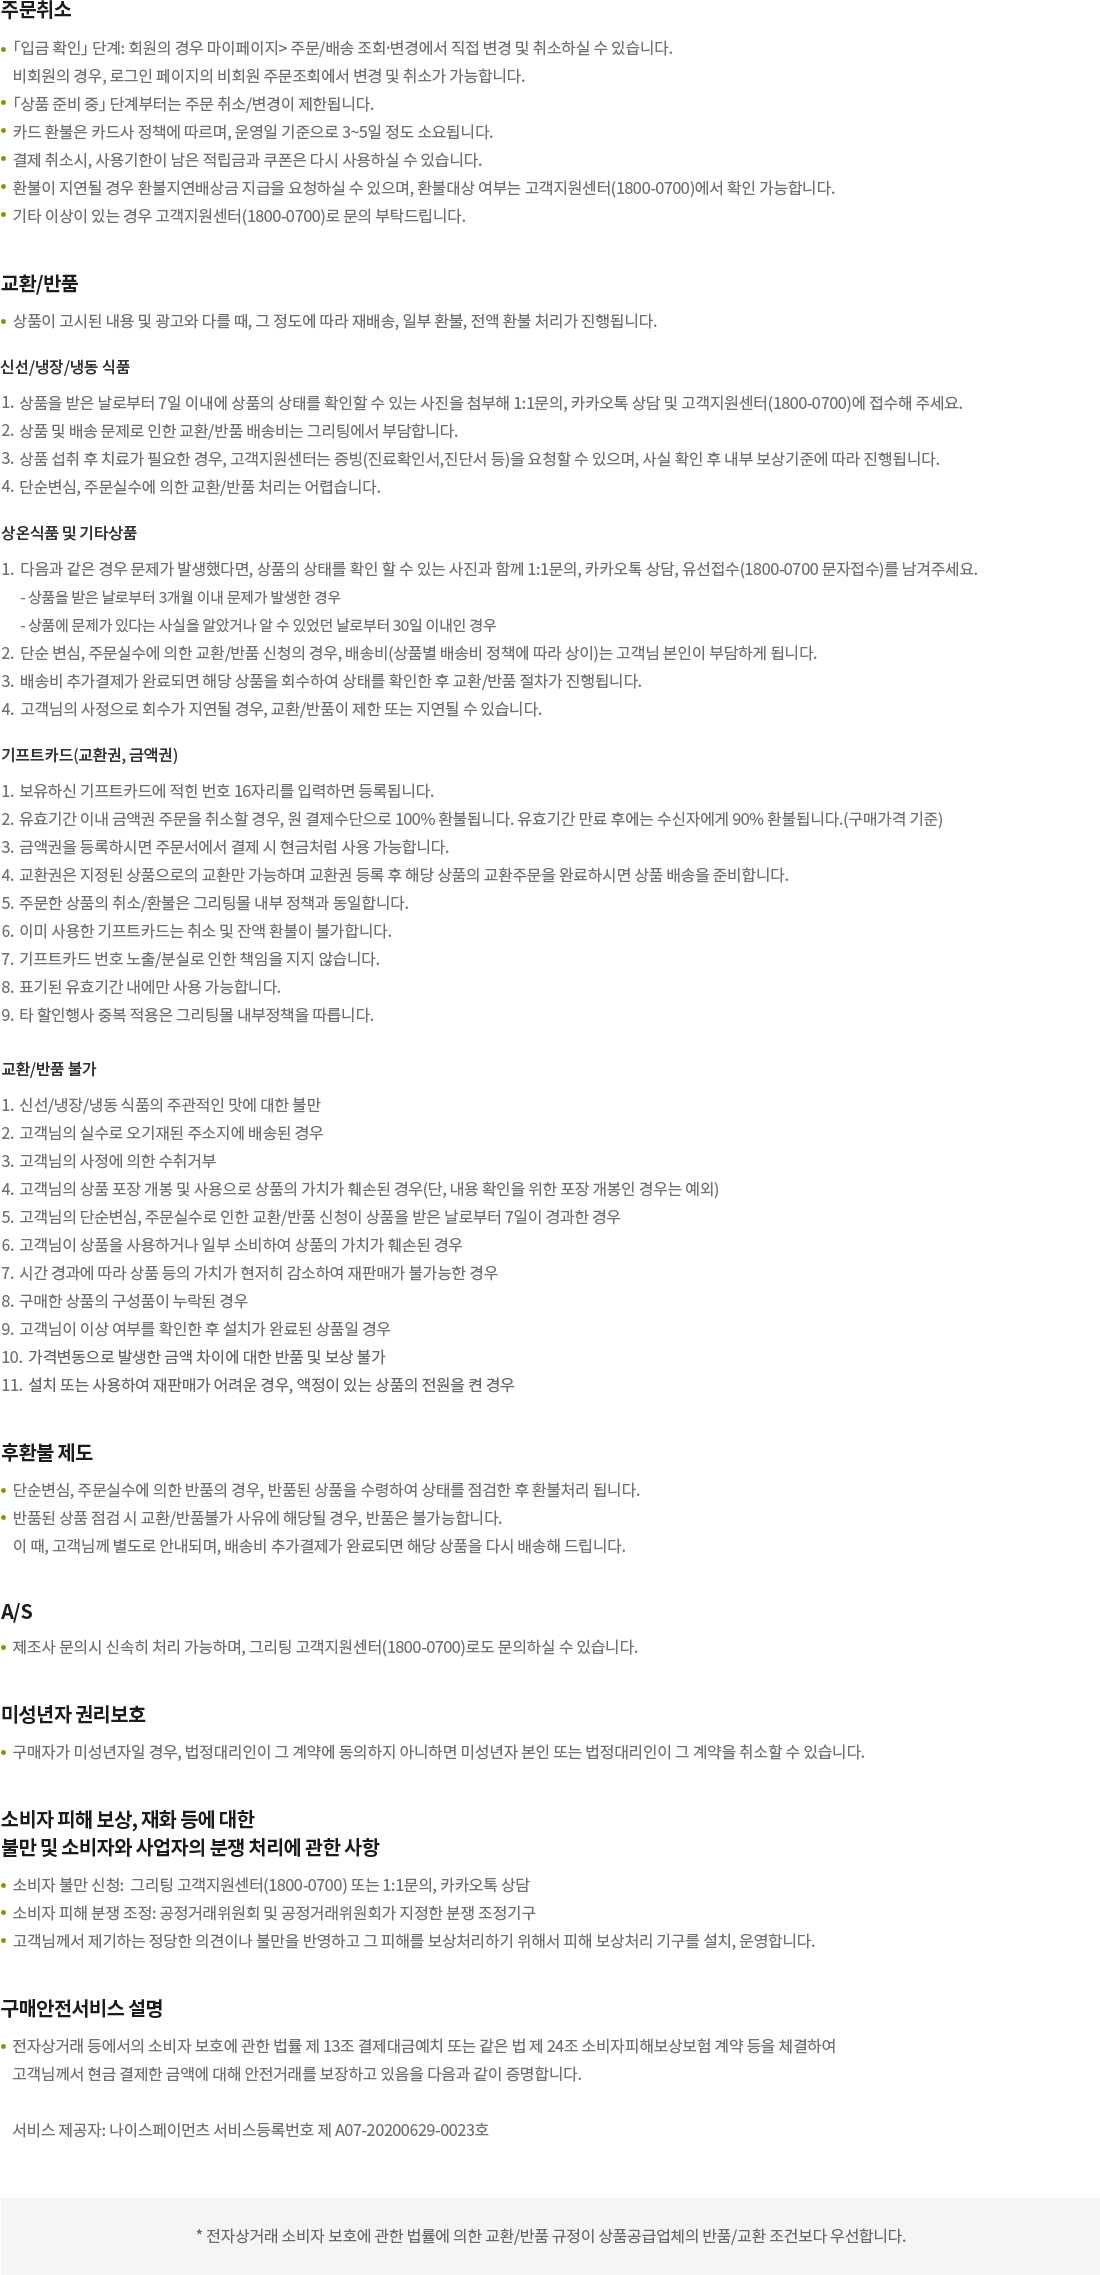 주문취소
「입금 확인」 단계: 회원의 경우 마이페이지> 주문/배송 조회·변경에서 직접 변경 및 취소하실 수 있습니다.
비회원의 경우, 로그인 페이지의 비회원 주문조회에서 변경 및 취소가 가능합니다.
「상품 준비 중」 단계부터는 주문 취소/변경이 제한됩니다.
카드 환불은 카드사 정책에 따르며, 운영일 기준으로 3~5일 정도 소요됩니다.
결제 취소시, 사용기한이 남은 적립금과 쿠폰은 다시 사용하실 수 있습니다.
환불이 지연될 경우 환불지연배상금 지급을 요청하실 수 있으며, 환불대상 여부는 고객지원센터(1800-0700)에서 확인 가능합니다.
기타 이상이 있는 경우 고객지원센터(1800-0700)로 문의 부탁드립니다.
교환/반품
상품이 고시된 내용 및 광고와 다를 때, 그 정도에 따라 재배송, 일부 환불, 전액 환불 처리가 진행됩니다.
신선/냉장/냉동 식품
1. 상품을 받은 날로부터 7일 이내에 상품의 상태를 확인할 수 있는 사진을 첨부해 1:1문의, 카카오톡 상담 및 고객지원센터(1800-0700)에 접수해 주세요.
2. 상품 및 배송 문제로 인한 교환/반품 배송비는 그리팅에서 부담합니다.
3. 상품 섭취 후 치료가 필요한 경우, 고객지원센터는 증빙(진료확인서,진단서 등)을 요청할 수 있으며, 사실 확인 후 내부 보상기준에 따라 진행됩니다.
4. 단순변심, 주문실수에 의한 교환/반품 처리는 어렵습니다.
상온식품 및 기타상품
1. 다음과 같은 경우 문제가 발생했다면, 상품의 상태를 확인 할 수 있는 사진과 함께 1:1문의, 카카오톡 상담, 유선접수(1800-0700 문자접수)를 남겨주세요.
- 상품을 받은 날로부터 3개월 이내 문제가 발생한 경우
- 상품에 문제가 있다는 사실을 알았거나 알 수 있었던 날로부터 30일 이내인 경우
2. 단순 변심, 주문실수에 의한 교환/반품 신청의 경우, 배송비(상품별 배송비 정책에 따라 상이)는 고객님 본인이 부담하게 됩니다.
3. 배송비 추가결제가 완료되면 해당 상품을 회수하여 상태를 확인한 후 교환/반품 절차가 진행됩니다.
4. 고객님의 사정으로 회수가 지연될 경우, 교환/반품이 제한 또는 지연될 수 있습니다.
기프트카드(교환권, 금액권)
1. 보유하신 기프트카드에 적힌 번호 16자리를 입력하면 등록됩니다.
2. 유효기간 이내 금액권 주문을 취소할 경우, 원 결제수단으로 100% 환불됩니다. 유효기간 만료 후에는 수신자에게 90% 환불됩니다.(구매가격 기준)
3. 금액권을 등록하시면 주문서에서 결제 시 현금처럼 사용 가능합니다.
4. 교환권은 지정된 상품으로의 교환만 가능하며 교환권 등록 후 해당 상품의 교환주문을 완료하시면 상품 배송을 준비합니다.
5. 주문한 상품의 취소/환불은 그리팅몰 내부 정책과 동일합니다.
6. 이미 사용한 기프트카드는 취소 및 잔액 환불이 불가합니다.
7. 기프트카드 번호 노출/분실로 인한 책임을 지지 않습니다.
8. 표기된 유효기간 내에만 사용 가능합니다.
9. 타 할인행사 중복 적용은 그리팅몰 내부정책을 따릅니다.
교환/반품 불가
1. 신선/냉장/냉동 식품의 주관적인 맛에 대한 불만
2. 고객님의 실수로 오기재된 주소지에 배송된 경우
3. 고객님의 사정에 의한 수취거부
4. 고객님의 상품 포장 개봉 및 사용으로 상품의 가치가 훼손된 경우(단, 내용 확인을 위한 포장 개봉인 경우는 예외)
5. 고객님의 단순변심, 주문실수로 인한 교환/반품 신청이 상품을 받은 날로부터 7일이 경과한 경우
6. 고객님이 상품을 사용하거나 일부 소비하여 상품의 가치가 훼손된 경우
7. 시간 경과에 따라 상품 등의 가치가 현저히 감소하여 재판매가 불가능한 경우
8. 구매한 상품의 구성품이 누락된 경우
9. 고객님이 이상 여부를 확인한 후 설치가 완료된 상품일 경우
10. 가격변동으로 발생한 금액 차이에 대한 반품 및 보상 불가
11. 설치 또는 사용하여 재판매가 어려운 경우, 액정이 있는 상품의 전원을 켠 경우
후환불 제도
단순변심, 주문실수에 의한 반품의 경우, 반품된 상품을 수령하여 상태를 점검한 후 환불처리 됩니다.
반품된 상품 점검 시 교환/반품불가 사유에 해당될 경우, 반품은 불가능합니다.
이 때, 고객님께 별도로 안내되며, 배송비 추가결제가 완료되면 해당 상품을 다시 배송해 드립니다.
A/S
제조사 문의시 신속히 처리 가능하며, 그리팅 고객지원센터(1800-0700)로도 문의하실 수 있습니다.
미성년자 권리보호
구매자가 미성년자일 경우, 법정대리인이 그 계약에 동의하지 아니하면 미성년자 본인 또는 법정대리인이 그 계약을 취소할 수 있습니다.
소비자 피해 보상, 재화 등에 대한
불만 및 소비자와 사업자의 분쟁 처리에 관한 사항
소비자 불만 신청: 그리팅 고객지원센터(1800-0700) 또는 1:1문의, 카카오톡 상담
소비자 피해 분쟁 조정: 공정거래위원회 및 공정거래위원회가 지정한 분쟁 조정기구
고객님께서 제기하는 정당한 의견이나 불만을 반영하고 그 피해를 보상처리하기 위해서 피해 보상처리 기구를 설치, 운영합니다.
구매안전서비스 설명
전자상거래 등에서의 소비자 보호에 관한 법률 제 13조 결제대금예치 또는 같은 법 제 24조 소비자피해보상보험 계약 등을 체결하여
고객님께서 현금 결제한 금액에 대해 안전거래를 보장하고 있음을 다음과 같이 증명합니다.
서비스 제공자: 나이스페이먼츠 서비스등록번호 제 A07-20200629-0023호
* 전자상거래 소비자 보호에 관한 법률에 의한 교환/반품 규정이 상품공급업체의 반품/교환 조건보다 우선합니다.